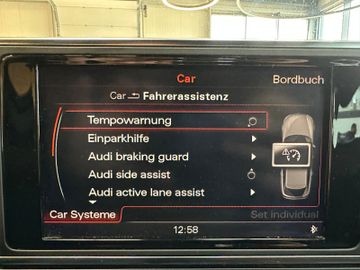 Car
Bordbuch
Car Fahrerassistenz
Tempowarnung
Einparkhilfe
Audi braking guard
Audi side assist
Audi active lane assist
Car Systeme
Set individual
12:58